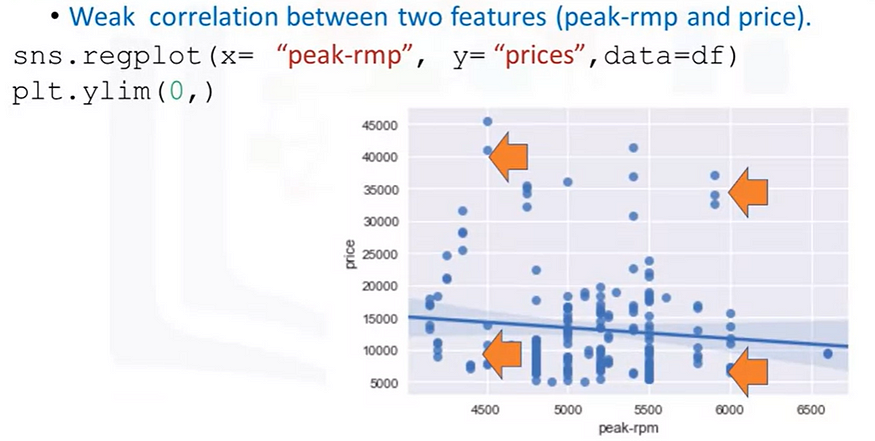 • Weak correlation between two features (peak-rmp and price).
sns.regplot(x= “peak-rmp”, y= “prices”,data=df)
plt.ylim(0,)
45000
40000
35000
30000
25000
20000
15000
10000
5000
price
4500 5000 5500 6000 6500
peak-rpm